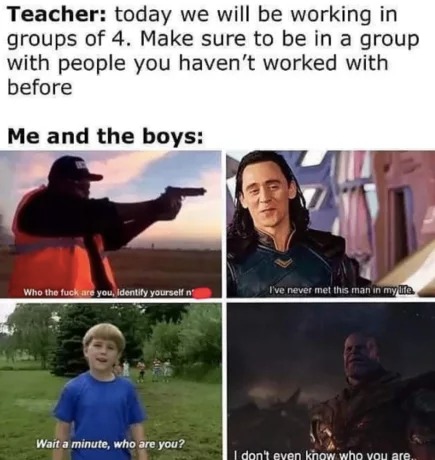 Teacher: today we will be working in
groups of 4. Make sure to be in a group
with people you haven't worked with
before
Me and the boys:
Who the fuck are you, identify yourself n
I've never met this man in my life.
Wait a minute, who are you?
I don't even know who you are..